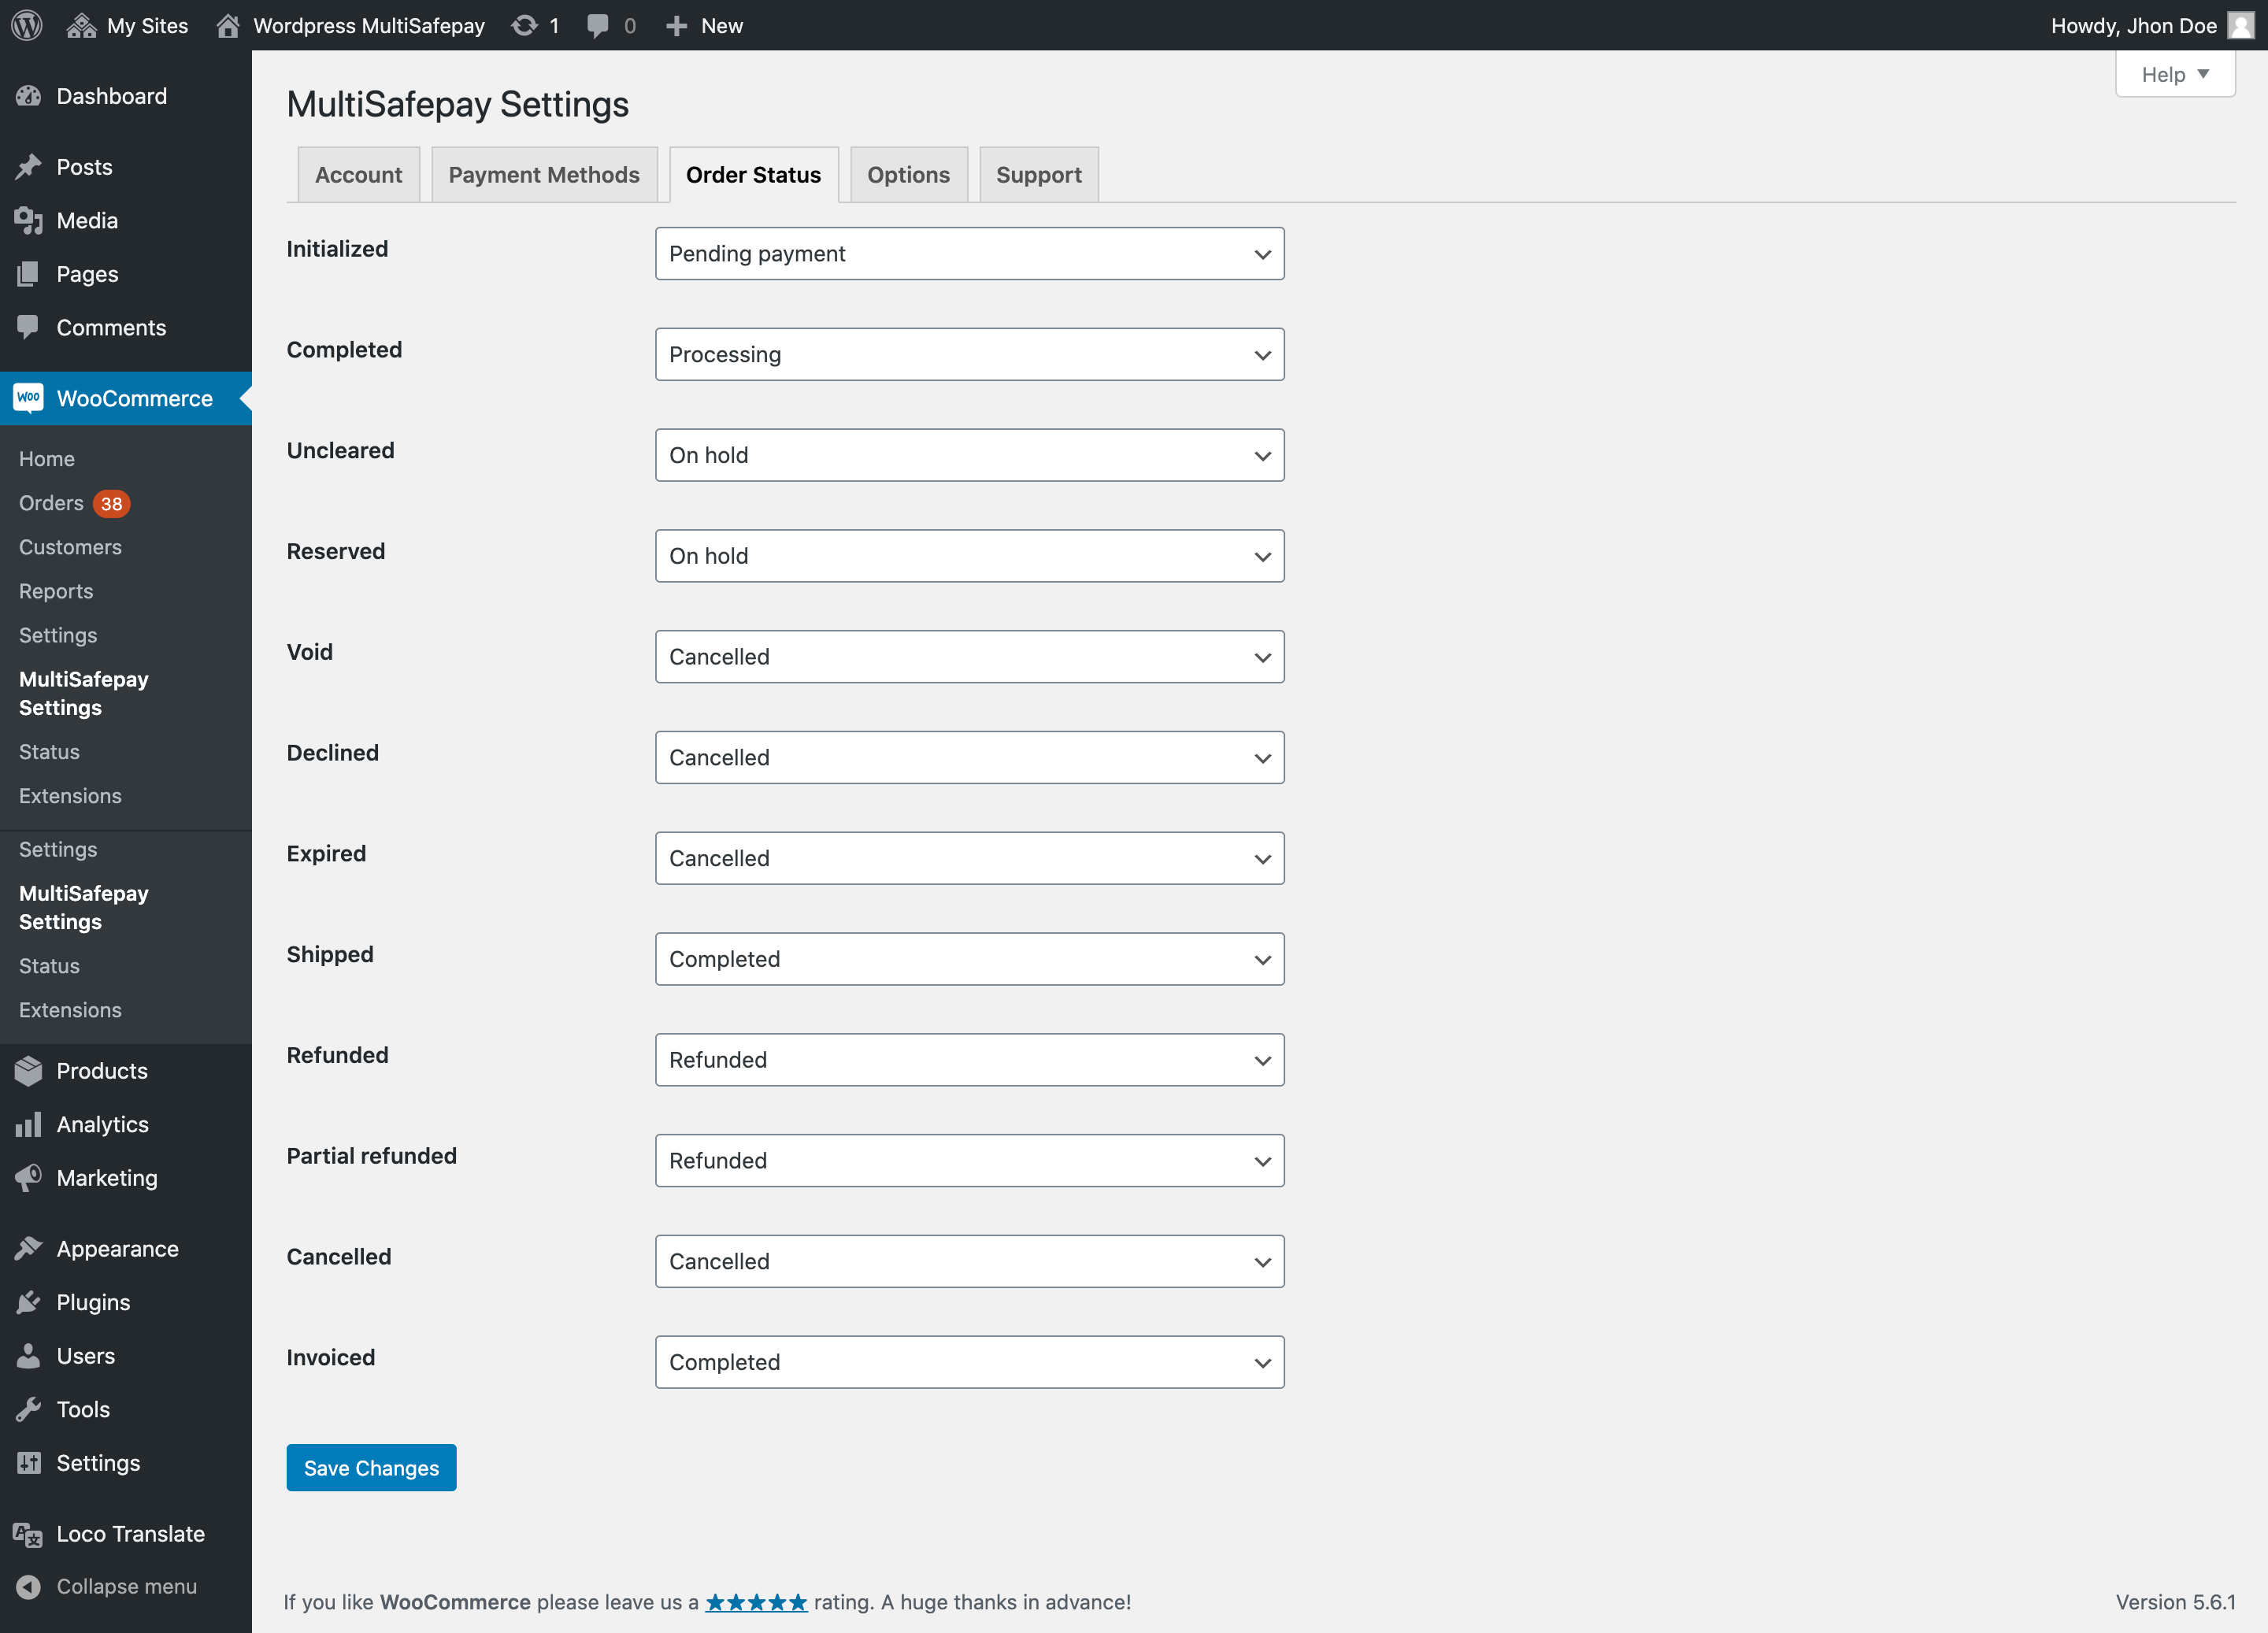 My Sites Wordpress MultiSafepay 1 0 New Howdy, Jhon Doe
Help
Dashboard
Posts
Media
Pages
Comments
Woo WooCommerce
Home
Orders 38
Customers
Reports
Settings
MultiSafepay
Settings
Status
Extensions
Settings
MultiSafepay
Settings
Status
Extensions
Products
Analytics
Marketing
Appearance
Plugins
Users
Tools
Settings
Loco Translate
Collapse menu
MultiSafepay Settings
Account Payment Methods Order Status Options Support
Initialized Pending payment
Completed Processing
Uncleared On hold
Reserved On hold
Void Cancelled
Declined Cancelled
Expired Cancelled
Shipped Completed
Refunded Refunded
Partial refunded Refunded
Cancelled Cancelled
Invoiced Completed
Save Changes
If you like WooCommerce please leave us a ★★★★★ rating. A huge thanks in advance! Version 5.6.1